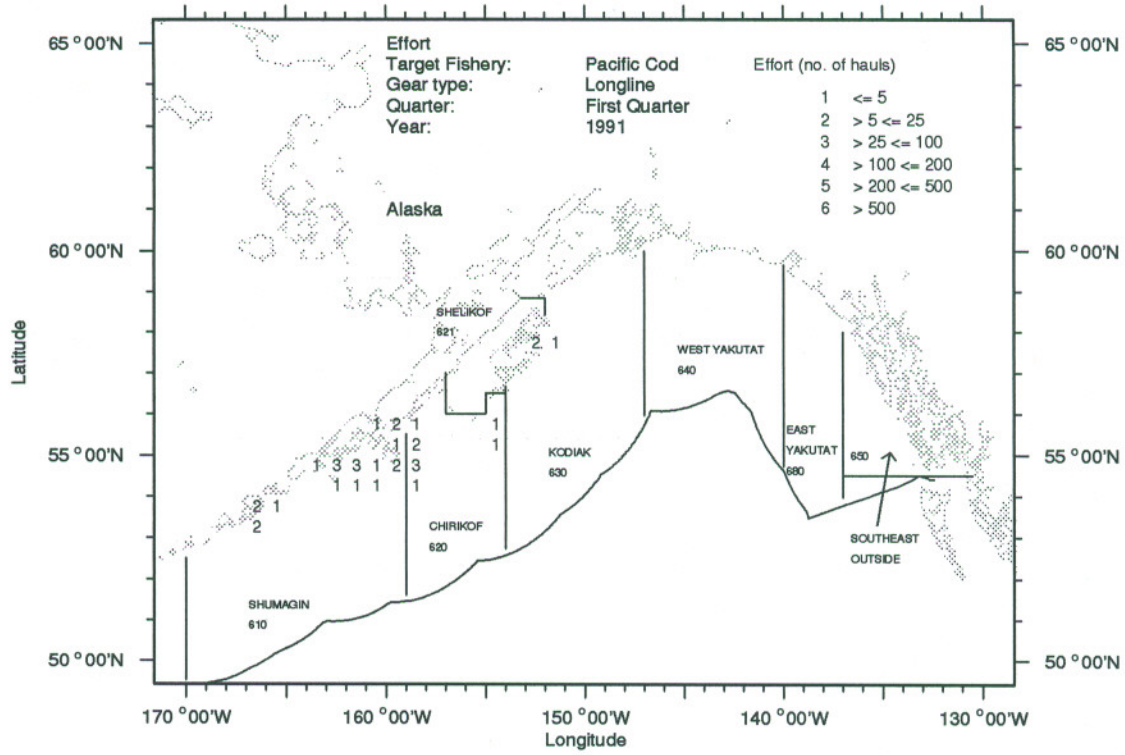 65°00'N
65°00'N
Effort
Target Fishery: Pacific Cod
Gear type: Longline
Quarter: First Quarter
Year: 1991
Effort (no. of hauls)
1 <= 5
2 > 5 <= 25
3 > 25 <= 100
4 > 100 <= 200
5 > 200 <= 500
6 > 500
Alaska
60°00'N
60°00'N
SHELIKOF
621
2 1
WEST YAKUTAT
640
1 2 1 1
1 2 1
1 3 3 1 2 3
1 1 1 1
2 1
2
EAST
YAKUTAT
680
650
KODIAK
630
55°00'N
55°00'N
CHIRIKOF
620
SOUTHEAST
OUTSIDE
SHUMAGIN
610
50°00'N
50°00'N
Latitude
170°00'W
160°00'W
150°00'W
140°00'W
130°00'W
Longitude